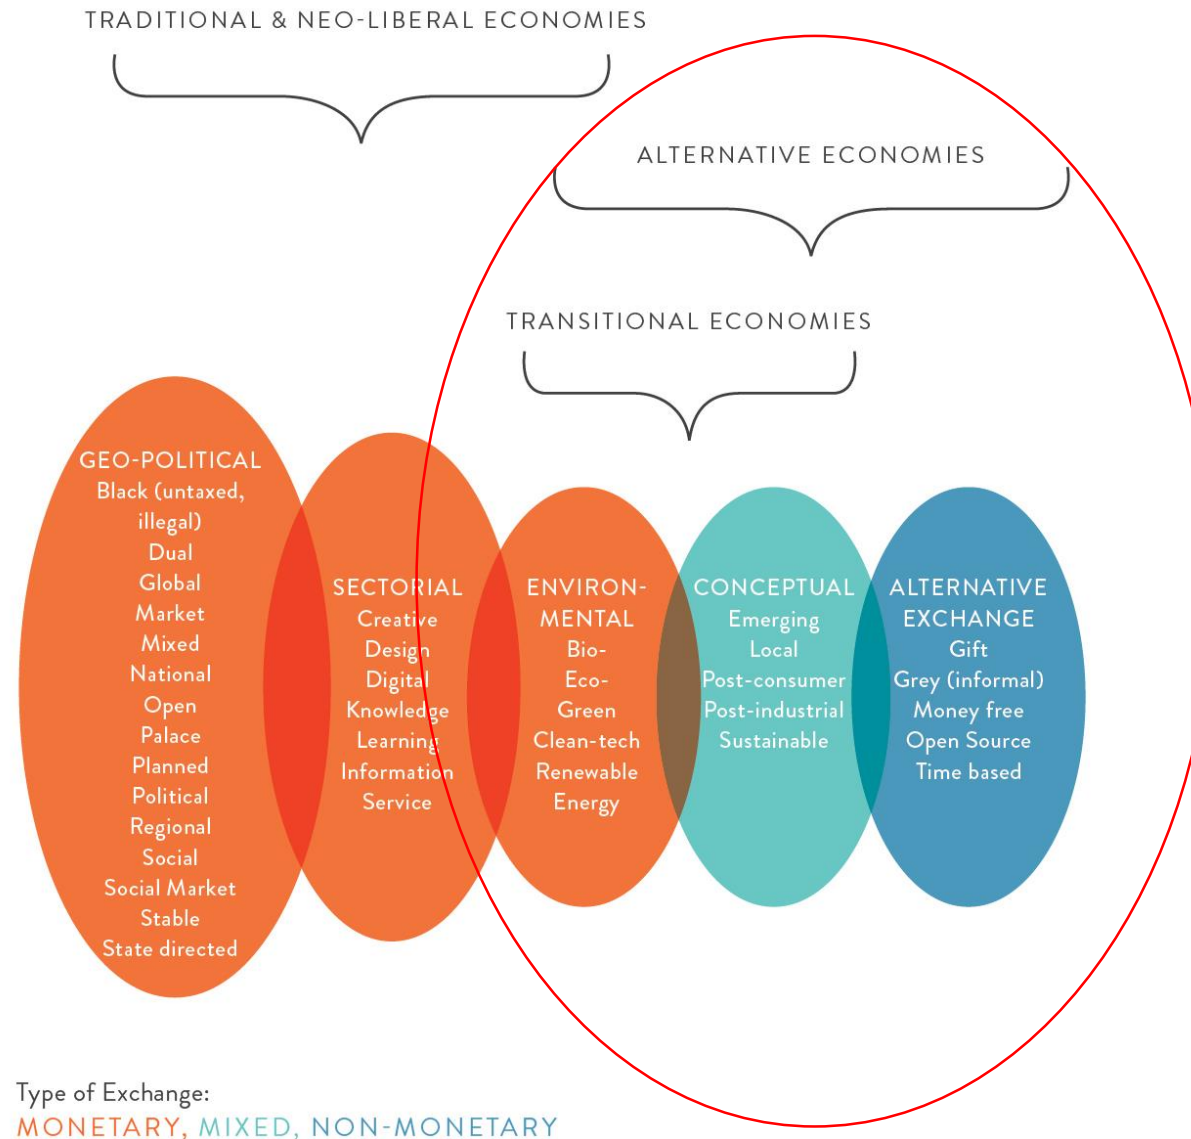 TRADITIONAL & NEO-LIBERAL ECONOMIES
ALTERNATIVE ECONOMIES
TRANSITIONAL ECONOMIES
GEO-POLITICAL
Black (untaxed,
illegal)
Dual
Global
Market
Mixed
National
Open
Palace
Planned
Political
Regional
Social
Social Market
Stable
State directed
SECTORIAL
Creative
Design
Digital
Knowledge
Learning
Information
Service
ENVIRON-
MENTAL
Bio-
Eco-
Green
Clean-tech
Renewable
Energy
CONCEPTUAL
Emerging
Local
Post-consumer
Post-industrial
Sustainable
ALTERNATIVE
EXCHANGE
Gift
Grey (informal)
Money free
Open Source
Time based
Type of Exchange:
MONETARY, MIXED, NON-MONETARY